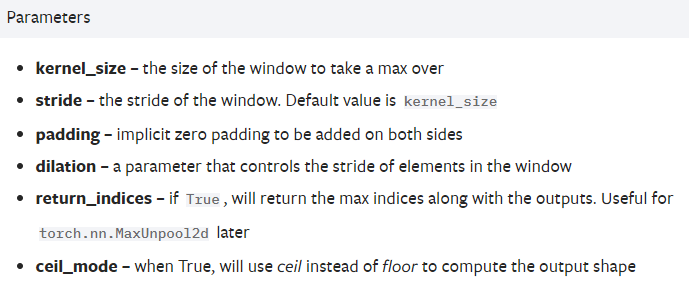 Parameters
• kernel_size – the size of the window to take a max over
• stride – the stride of the window. Default value is kernel_size
• padding – implicit zero padding to be added on both sides
• dilation – a parameter that controls the stride of elements in the window
• return_indices – if True, will return the max indices along with the outputs. Useful for
torch.nn.MaxUnpool2d later
• ceil_mode – when True, will use ceil instead of floor to compute the output shape